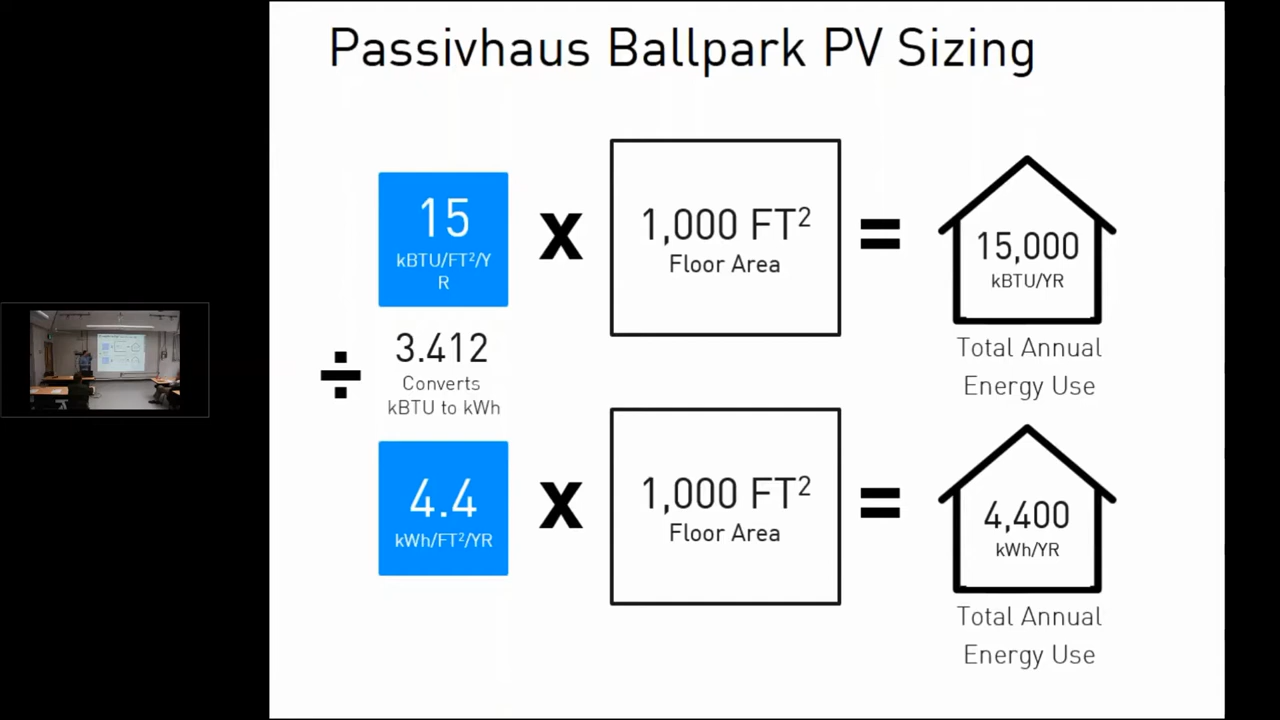 Passivhaus Ballpark PV Sizing
15
kBTU/FT²/Y
R
x
1,000 FT²
Floor Area
=
15,000
kBTU/YR
Total Annual
Energy Use
÷
3.412
Converts
kBTU to kWh
4.4
kWh/FT²/YR
x
1,000 FT²
Floor Area
=
4,400
kWh/YR
Total Annual
Energy Use